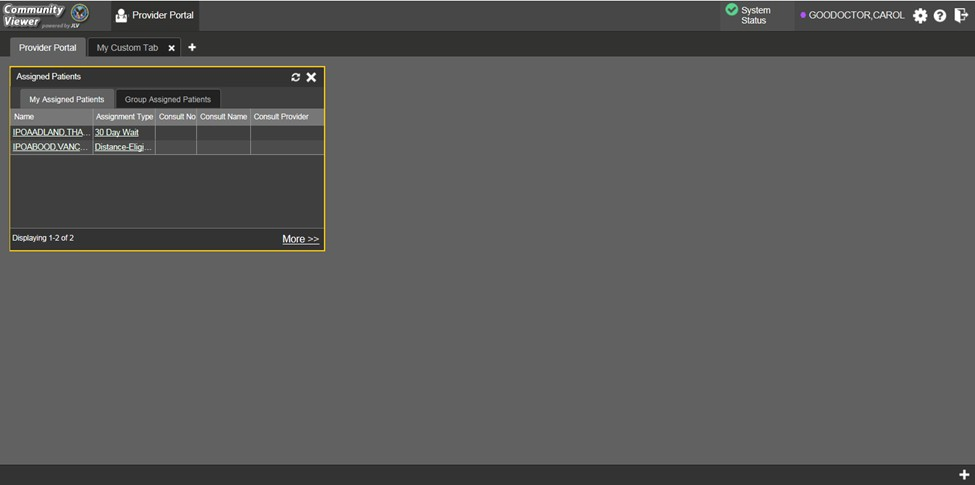 Community
Viewer powered by JLV
Provider Portal
System
Status
GOODOCTOR,CAROL
Provider Portal
My Custom Tab
Assigned Patients
My Assigned Patients
Group Assigned Patients
Name Assignment Type Consult No Consult Name Consult Provider
IPOAADLAND,THA... 30 Day Wait
IPOABOOD,VANC... Distance-Eligi...
Displaying 1-2 of 2
More >>